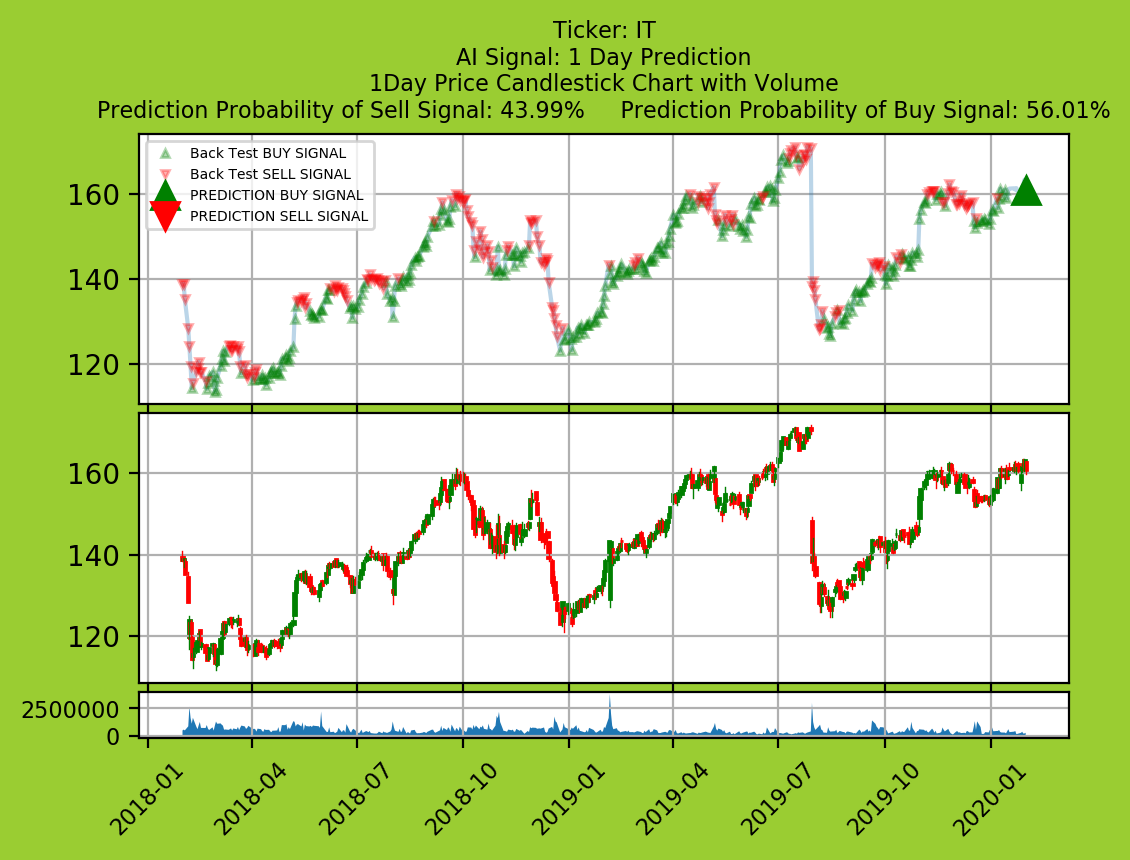 Ticker: IT
AI Signal: 1 Day Prediction
1Day Price Candlestick Chart with Volume
Prediction Probability of Sell Signal: 43.99%     Prediction Probability of Buy Signal: 56.01%
Back Test BUY SIGNAL
Back Test SELL SIGNAL
PREDICTION BUY SIGNAL
PREDICTION SELL SIGNAL
160
140
120
160
140
120
2500000
0
2018-01
2018-04
2018-07
2018-10
2019-01
2019-04
2019-07
2019-10
2020-01